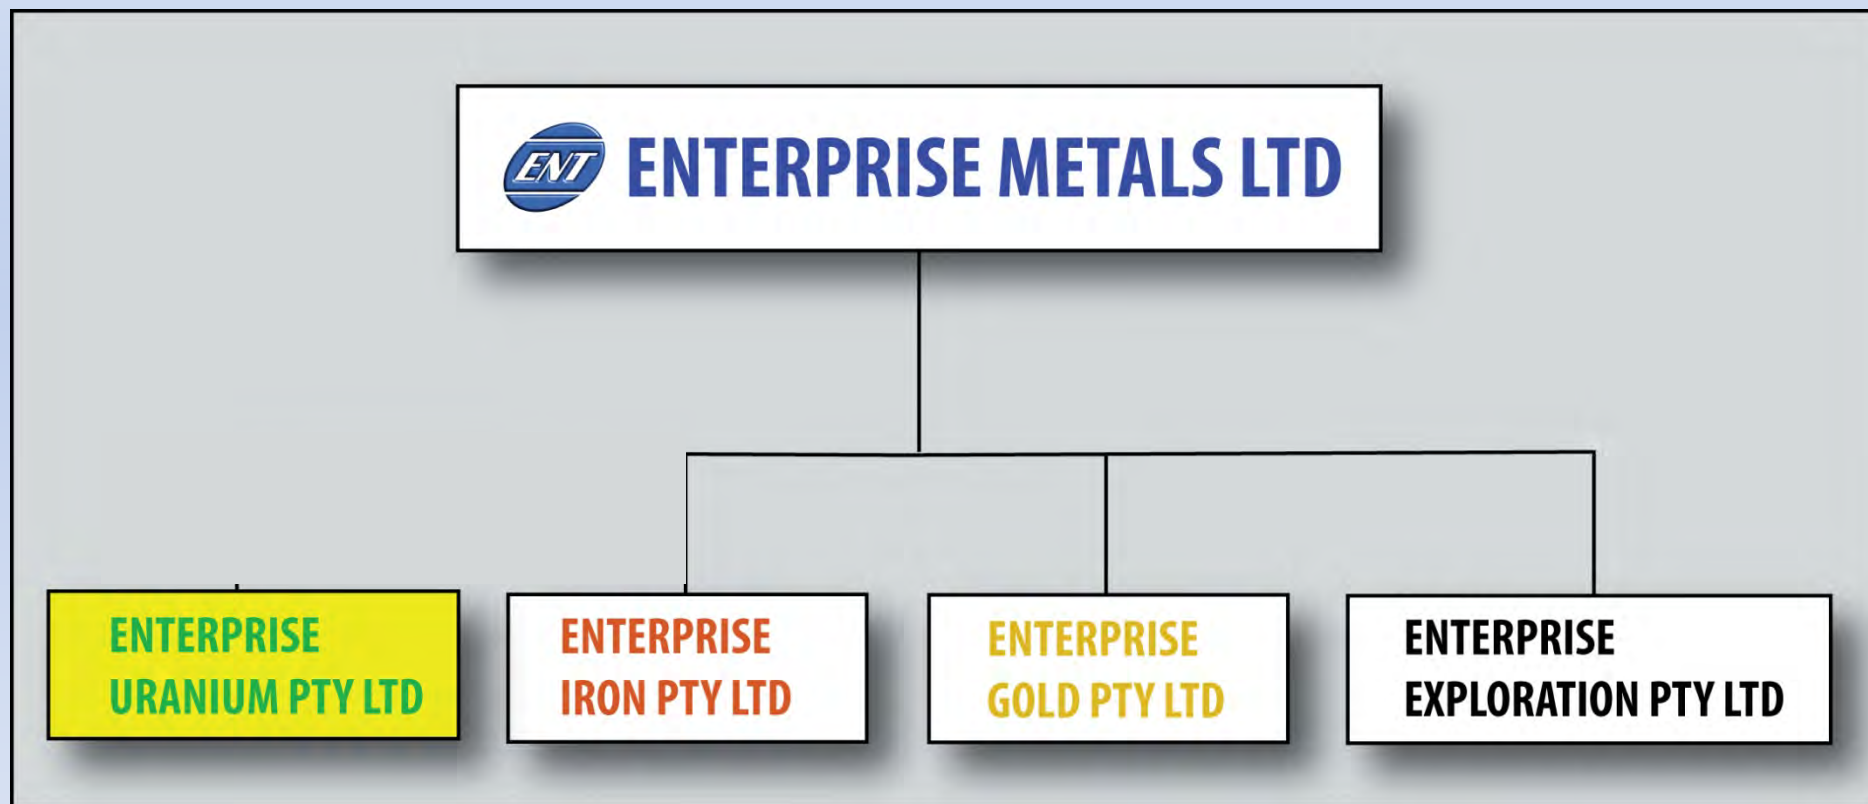 ENT ENTERPRISE METALS LTD
ENTERPRISE
URANIUM PTY LTD
ENTERPRISE
IRON PTY LTD
ENTERPRISE
GOLD PTY LTD
ENTERPRISE
EXPLORATION PTY LTD